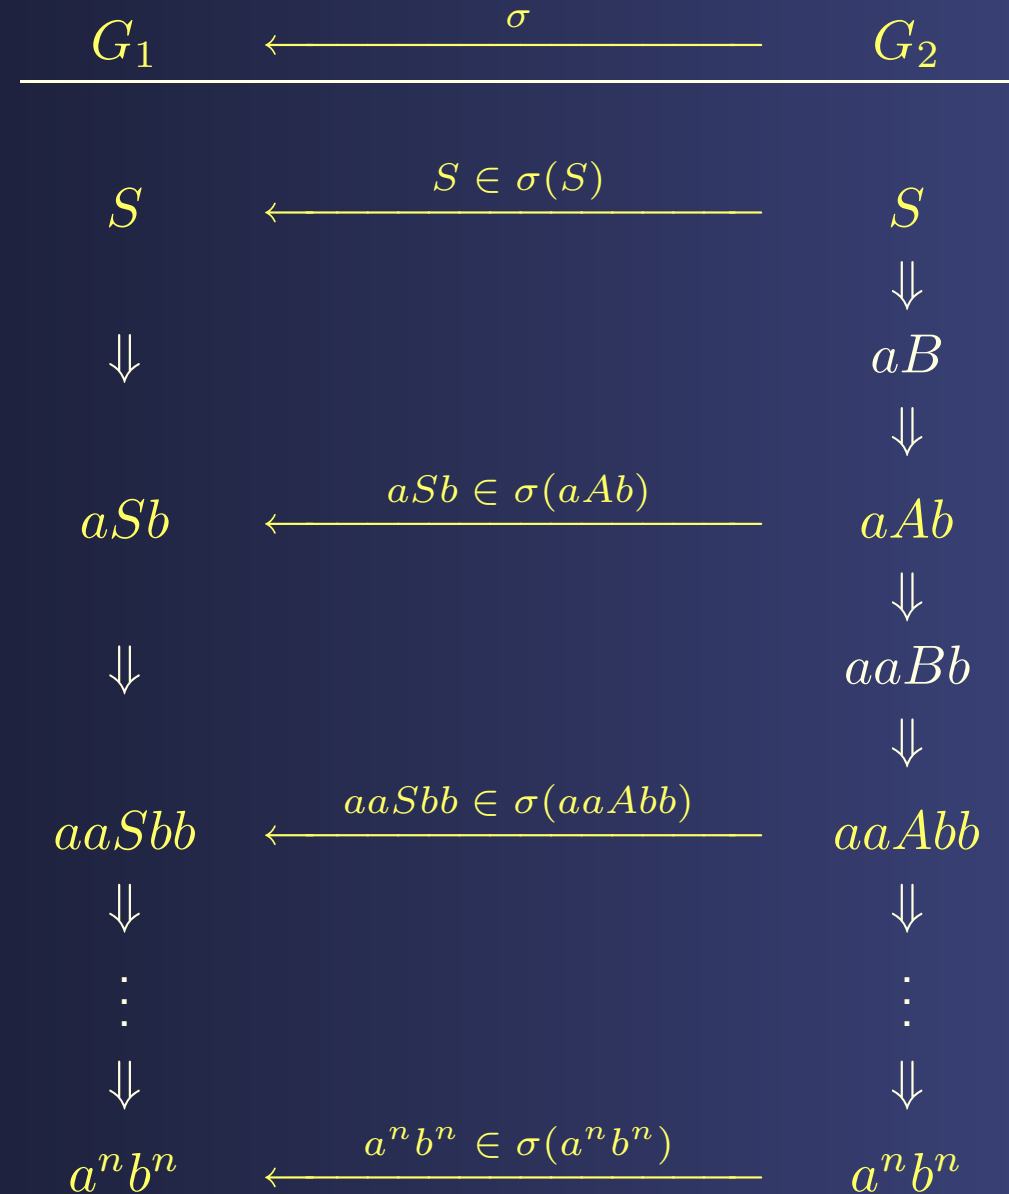 G₁ ←σ G₂
S ←S ∈ σ(S) S
⇓
⇓ aB
⇓
aSb ←aSb ∈ σ(aAb) aAb
⇓
⇓ aaBb
⇓
aaSbb ←aaSbb ∈ σ(aaAbb) aaAbb
⇓ ⇓
⋮ ⋮
⇓ ⇓
aⁿbⁿ ←aⁿbⁿ ∈ σ(aⁿbⁿ) aⁿbⁿ